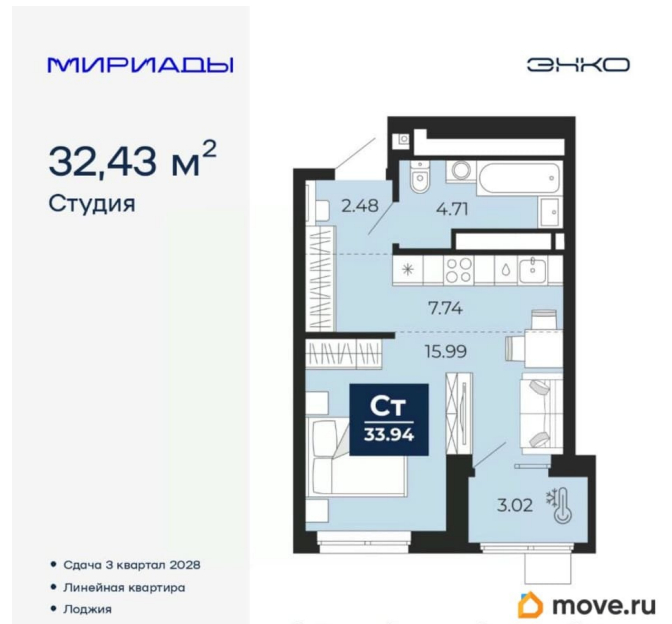 МИРИАДЫ
ЭНКО
32,43 м²
Студия
2.48
4.71
7.74
15.99
Ст
33.94
3.02
• Сдача 3 квартал 2028
• Линейная квартира
• Лоджия
move.ru